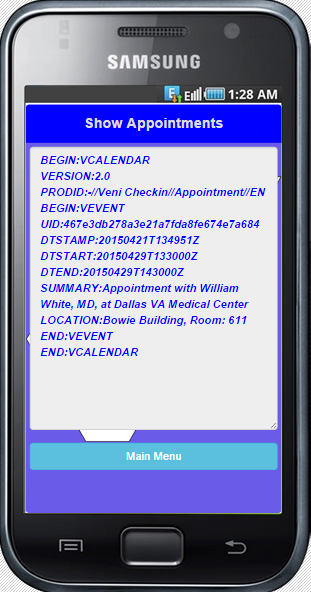 SAMSUNG
E 1:28 AM
Show Appointments
BEGIN:VCALENDAR
VERSION:2.0
PRODID:-//Veni Checkin//Appointment//EN
BEGIN:VEVENT
UID:467e3db278a3e21a7fda8fe674e7a684
DTSTAMP:20150421T134951Z
DTSTART:20150429T133000Z
DTEND:20150429T143000Z
SUMMARY:Appointment with William
White, MD, at Dallas VA Medical Center
LOCATION:Bowie Building, Room: 611
END:VEVENT
END:VCALENDAR
Main Menu